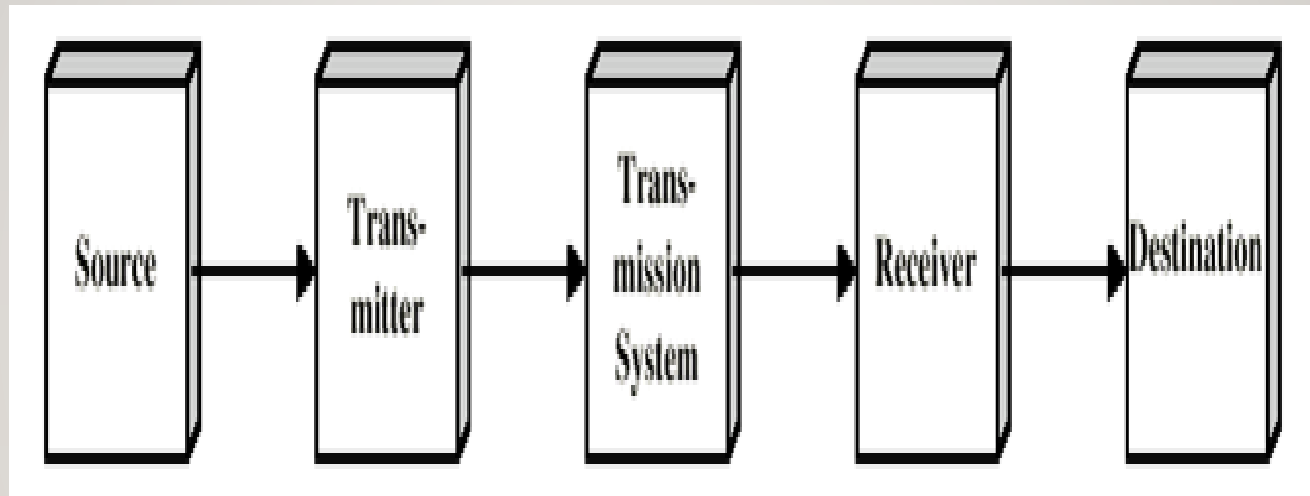 Source
Trans-
mitter
Trans-
mission
System
Receiver
Destination